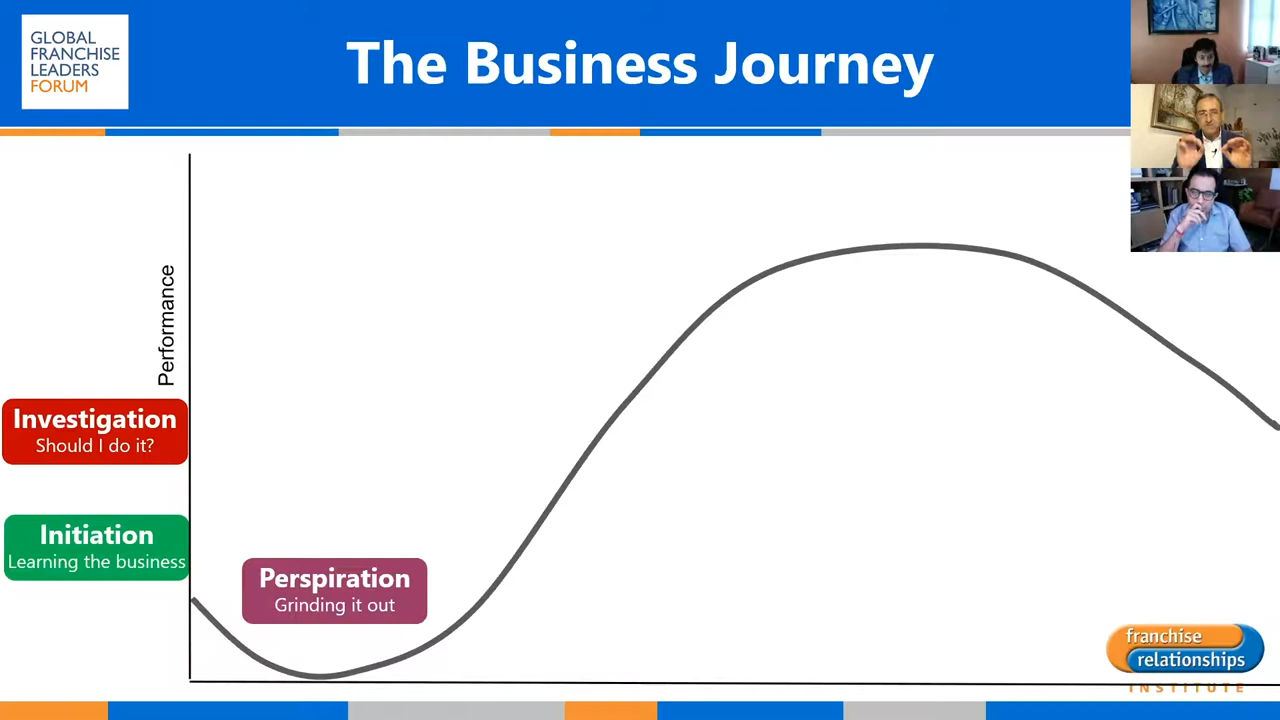 GLOBAL
FRANCHISE
LEADERS
FORUM
The Business Journey
Performance
Investigation
Should I do it?
Initiation
Learning the business
Perspiration
Grinding it out
franchise
relationships
INSTITUTE